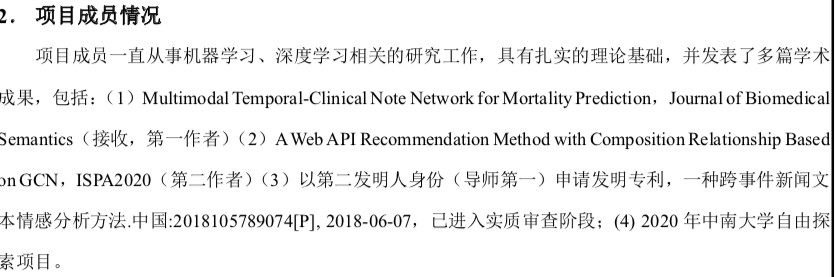 2. 项目成员情况
项目成员一直从事机器学习、深度学习相关的研究工作，具有扎实的理论基础，并发表了多篇学术
成果，包括：（1）Multimodal Temporal-Clinical Note Network for Mortality Prediction，Journal of Biomedical
Semantics（接收，第一作者）（2）A Web API Recommendation Method with Composition Relationship Based
on GCN，ISPA2020（第二作者）（3）以第二发明人身份（导师第一）申请发明专利，一种跨事件新闻文
本情感分析方法.中国:2018105789074[P], 2018-06-07，已进入实质审查阶段；(4) 2020 年中南大学自由探
索项目。